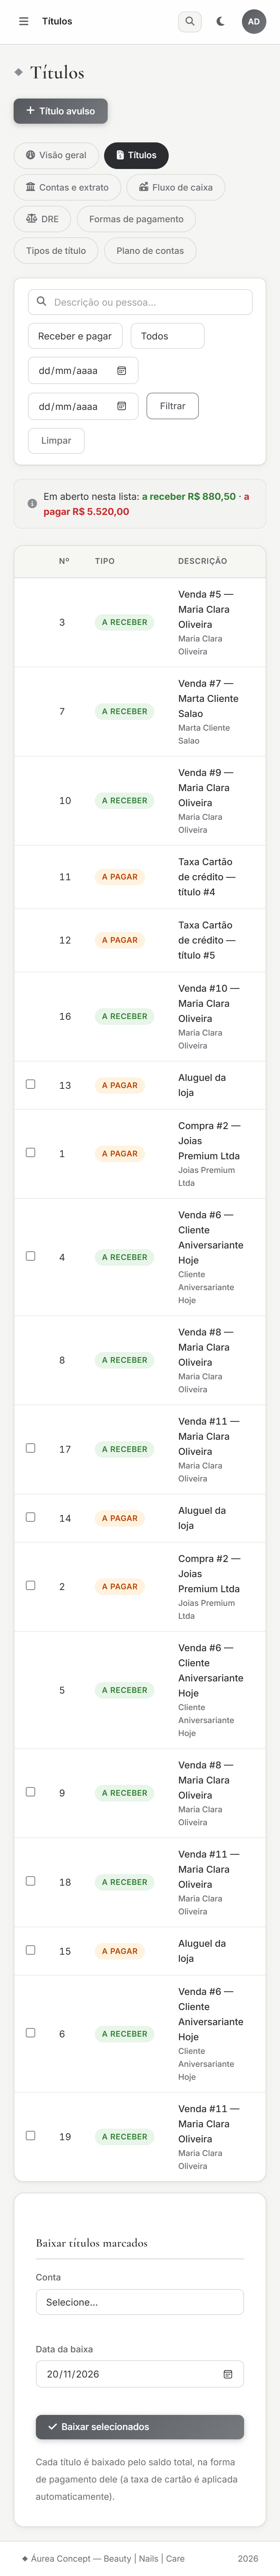 Títulos
AD
Títulos
Título avulso
Visão geral
Títulos
Contas e extrato
Fluxo de caixa
DRE
Formas de pagamento
Tipos de título
Plano de contas
Descrição ou pessoa...
Receber e pagar
Todos
dd/mm/aaaa
dd/mm/aaaa
Filtrar
Limpar
Em aberto nesta lista: a receber R$ 880,50 · a
pagar R$ 5.520,00
Nº TIPO DESCRIÇÃO
3 A RECEBER Venda #5 —
Maria Clara
Oliveira
Maria Clara
Oliveira
7 A RECEBER Venda #7 —
Marta Cliente
Salao
Marta Cliente
Salao
10 A RECEBER Venda #9 —
Maria Clara
Oliveira
Maria Clara
Oliveira
11 A PAGAR Taxa Cartão
de crédito —
título #4
12 A PAGAR Taxa Cartão
de crédito —
título #5
16 A RECEBER Venda #10 —
Maria Clara
Oliveira
Maria Clara
Oliveira
13 A PAGAR Aluguel da
loja
1 A PAGAR Compra #2 —
Joias
Premium Ltda
Joias Premium
Ltda
4 A RECEBER Venda #6 —
Cliente
Aniversariante
Hoje
Cliente
Aniversariante
Hoje
8 A RECEBER Venda #8 —
Maria Clara
Oliveira
Maria Clara
Oliveira
17 A RECEBER Venda #11 —
Maria Clara
Oliveira
Maria Clara
Oliveira
14 A PAGAR Aluguel da
loja
2 A PAGAR Compra #2 —
Joias
Premium Ltda
Joias Premium
Ltda
5 A RECEBER Venda #6 —
Cliente
Aniversariante
Hoje
Cliente
Aniversariante
Hoje
9 A RECEBER Venda #8 —
Maria Clara
Oliveira
Maria Clara
Oliveira
18 A RECEBER Venda #11 —
Maria Clara
Oliveira
Maria Clara
Oliveira
15 A PAGAR Aluguel da
loja
6 A RECEBER Venda #6 —
Cliente
Aniversariante
Hoje
Cliente
Aniversariante
Hoje
19 A RECEBER Venda #11 —
Maria Clara
Oliveira
Maria Clara
Oliveira
Baixar títulos marcados
Conta
Selecione...
Data da baixa
20/11/2026
Baixar selecionados
Cada título é baixado pelo saldo total, na forma
de pagamento dele (a taxa de cartão é aplicada
automaticamente).
Áurea Concept — Beauty | Nails | Care 2026